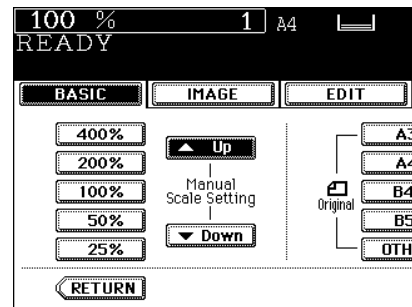 100 % 1 A4
READY
BASIC IMAGE EDIT
400%
200%
100%
50%
25%
Up
Manual
Scale Setting
Down
Original
A3
A4
B4
B5
OTH
RETURN